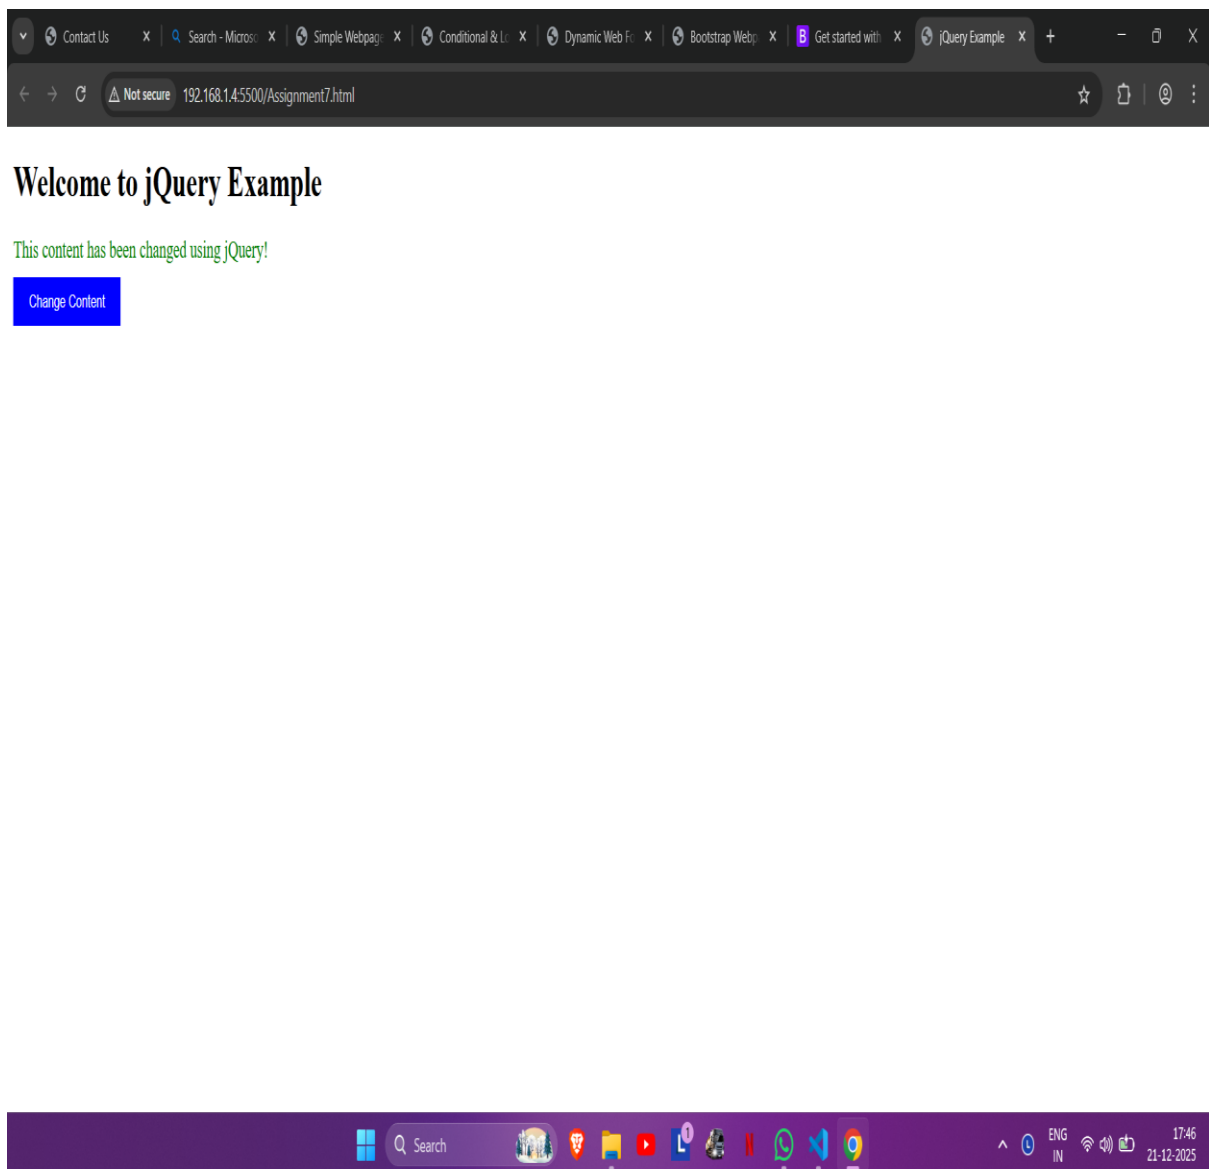 Contact Us
Search - Microso
Simple Webpage
Conditional & Lo
Dynamic Web Fo
Bootstrap Webp
B Get started with
jQuery Example
Not secure 192.168.1.4:5500/Assignment7.html
Welcome to jQuery Example
This content has been changed using jQuery!
Change Content
Search
L
1
ENG
IN
17:46
21-12-2025